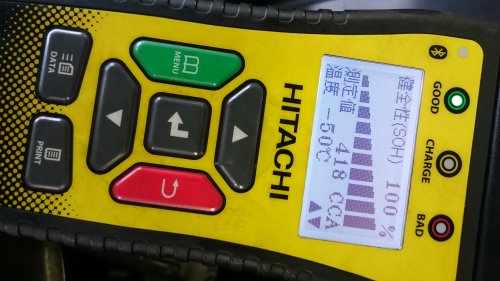 健全性(SOH) 100 %
測定値 418 CCA
温度 -50℃
GOOD
CHARGE
BAD
HITACHI
MENU
DATA
PRINT